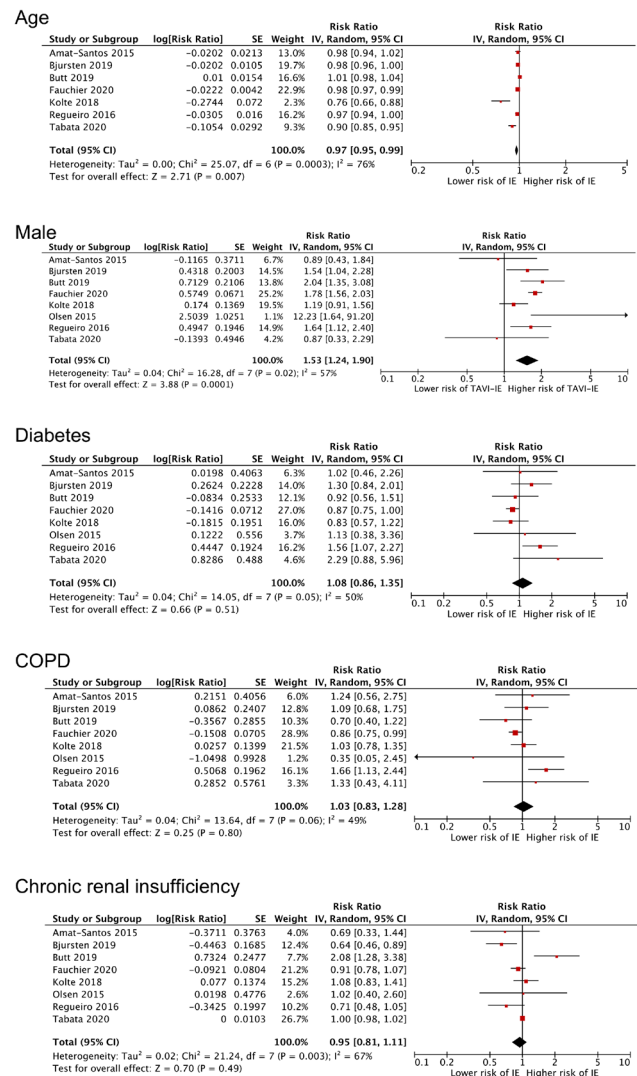 Age
Risk Ratio Risk Ratio
Study or Subgroup log[Risk Ratio] SE Weight IV, Random, 95% CI IV, Random, 95% CI
Amat-Santos 2015 -0.0202 0.0213 13.0% 0.98 [0.94, 1.02]
Bjursten 2019 -0.0202 0.0105 19.7% 0.98 [0.96, 1.00]
Butt 2019 0.01 0.0154 16.6% 1.01 [0.98, 1.04]
Fauchier 2020 -0.0222 0.0042 22.9% 0.98 [0.97, 0.99]
Kolte 2018 -0.2744 0.072 2.3% 0.76 [0.66, 0.88]
Regueiro 2016 -0.0305 0.016 16.2% 0.97 [0.94, 1.00]
Tabata 2020 -0.1054 0.0292 9.3% 0.90 [0.85, 0.95]
Total (95% CI) 100.0% 0.97 [0.95, 0.99]
Heterogeneity: Tau² = 0.00; Chi² = 25.07, df = 6 (P = 0.0003); I² = 76%
Test for overall effect: Z = 2.71 (P = 0.007)
0.2 0.5 1 2 5
Lower risk of IE Higher risk of IE
Male
Risk Ratio Risk Ratio
Study or Subgroup log[Risk Ratio] SE Weight IV, Random, 95% CI IV, Random, 95% CI
Amat-Santos 2015 -0.1165 0.3711 6.7% 0.89 [0.43, 1.84]
Bjursten 2019 0.4318 0.2003 14.5% 1.54 [1.04, 2.28]
Butt 2019 0.7129 0.2106 13.8% 2.04 [1.35, 3.08]
Fauchier 2020 0.5749 0.0671 25.2% 1.78 [1.56, 2.03]
Kolte 2018 0.174 0.1369 19.5% 1.19 [0.91, 1.56]
Olsen 2015 2.5039 1.0251 1.1% 12.23 [1.64, 91.20]
Regueiro 2016 0.4947 0.1946 14.9% 1.64 [1.12, 2.40]
Tabata 2020 -0.1393 0.4946 4.2% 0.87 [0.33, 2.29]
Total (95% CI) 100.0% 1.53 [1.24, 1.90]
Heterogeneity: Tau² = 0.04; Chi² = 16.28, df = 7 (P = 0.02); I² = 57%
Test for overall effect: Z = 3.88 (P = 0.0001)
0.1 0.2 0.5 1 2 5 10
Lower risk of TAVI-IE Higher risk of TAVI-IE
Diabetes
Risk Ratio Risk Ratio
Study or Subgroup log[Risk Ratio] SE Weight IV, Random, 95% CI IV, Random, 95% CI
Amat-Santos 2015 0.0198 0.4063 6.3% 1.02 [0.46, 2.26]
Bjursten 2019 0.2624 0.2228 14.0% 1.30 [0.84, 2.01]
Butt 2019 -0.0834 0.2533 12.1% 0.92 [0.56, 1.51]
Fauchier 2020 -0.1416 0.0712 27.0% 0.87 [0.75, 1.00]
Kolte 2018 -0.1815 0.1951 16.0% 0.83 [0.57, 1.22]
Olsen 2015 0.1222 0.556 3.7% 1.13 [0.38, 3.36]
Regueiro 2016 0.4447 0.1924 16.2% 1.56 [1.07, 2.27]
Tabata 2020 0.8286 0.488 4.6% 2.29 [0.88, 5.96]
Total (95% CI) 100.0% 1.08 [0.86, 1.35]
Heterogeneity: Tau² = 0.04; Chi² = 14.05, df = 7 (P = 0.05); I² = 50%
Test for overall effect: Z = 0.66 (P = 0.51)
0.1 0.2 0.5 1 2 5 10
Lower risk of IE Higher risk of IE
COPD
Risk Ratio Risk Ratio
Study or Subgroup log[Risk Ratio] SE Weight IV, Random, 95% CI IV, Random, 95% CI
Amat-Santos 2015 0.2151 0.4056 6.0% 1.24 [0.56, 2.75]
Bjursten 2019 0.0862 0.2407 12.8% 1.09 [0.68, 1.75]
Butt 2019 -0.3567 0.2855 10.3% 0.70 [0.40, 1.22]
Fauchier 2020 -0.1508 0.0705 28.9% 0.86 [0.75, 0.99]
Kolte 2018 0.0257 0.1399 21.5% 1.03 [0.78, 1.35]
Olsen 2015 -1.0498 0.9928 1.2% 0.35 [0.05, 2.45]
Regueiro 2016 0.5068 0.1962 16.1% 1.66 [1.13, 2.44]
Tabata 2020 0.2852 0.5761 3.3% 1.33 [0.43, 4.11]
Total (95% CI) 100.0% 1.03 [0.83, 1.28]
Heterogeneity: Tau² = 0.04; Chi² = 13.64, df = 7 (P = 0.06); I² = 49%
Test for overall effect: Z = 0.25 (P = 0.80)
0.1 0.2 0.5 1 2 5 10
Lower risk of IE Higher risk of IE
Chronic renal insufficiency
Risk Ratio Risk Ratio
Study or Subgroup log[Risk Ratio] SE Weight IV, Random, 95% CI IV, Random, 95% CI
Amat-Santos 2015 -0.3711 0.3763 4.0% 0.69 [0.33, 1.44]
Bjursten 2019 -0.4463 0.1685 12.4% 0.64 [0.46, 0.89]
Butt 2019 0.7324 0.2477 7.7% 2.08 [1.28, 3.38]
Fauchier 2020 -0.0921 0.0804 21.2% 0.91 [0.78, 1.07]
Kolte 2018 0.077 0.1374 15.2% 1.08 [0.83, 1.41]
Olsen 2015 0.0198 0.4776 2.6% 1.02 [0.40, 2.60]
Regueiro 2016 -0.3425 0.1997 10.2% 0.71 [0.48, 1.05]
Tabata 2020 0 0.0103 26.7% 1.00 [0.98, 1.02]
Total (95% CI) 100.0% 0.95 [0.81, 1.11]
Heterogeneity: Tau² = 0.02; Chi² = 21.24, df = 7 (P = 0.003); I² = 67%
Test for overall effect: Z = 0.70 (P = 0.49)
0.1 0.2 0.5 1 2 5 10
Lower risk of IE Higher risk of IE